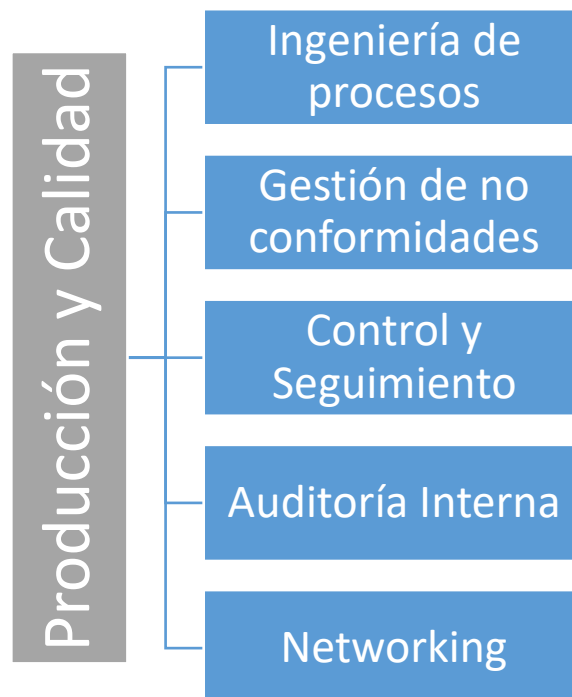 Producción y Calidad
Ingeniería de
procesos
Gestión de no
conformidades
Control y
Seguimiento
Auditoría Interna
Networking